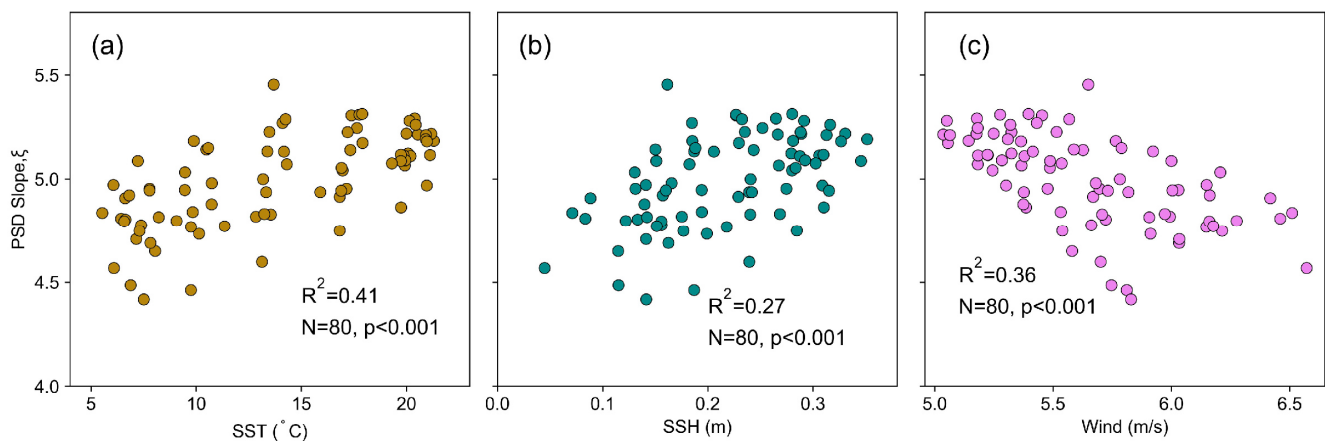 PSD Slope,ξ
(a)
5.5
5.0
4.5
4.0
R²=0.41
N=80, p<0.001
5 10 15 20
SST (°C)
(b)
R²=0.27
N=80, p<0.001
0.0 0.1 0.2 0.3
SSH (m)
(c)
R²=0.36
N=80, p<0.001
5.0 5.5 6.0 6.5
Wind (m/s)